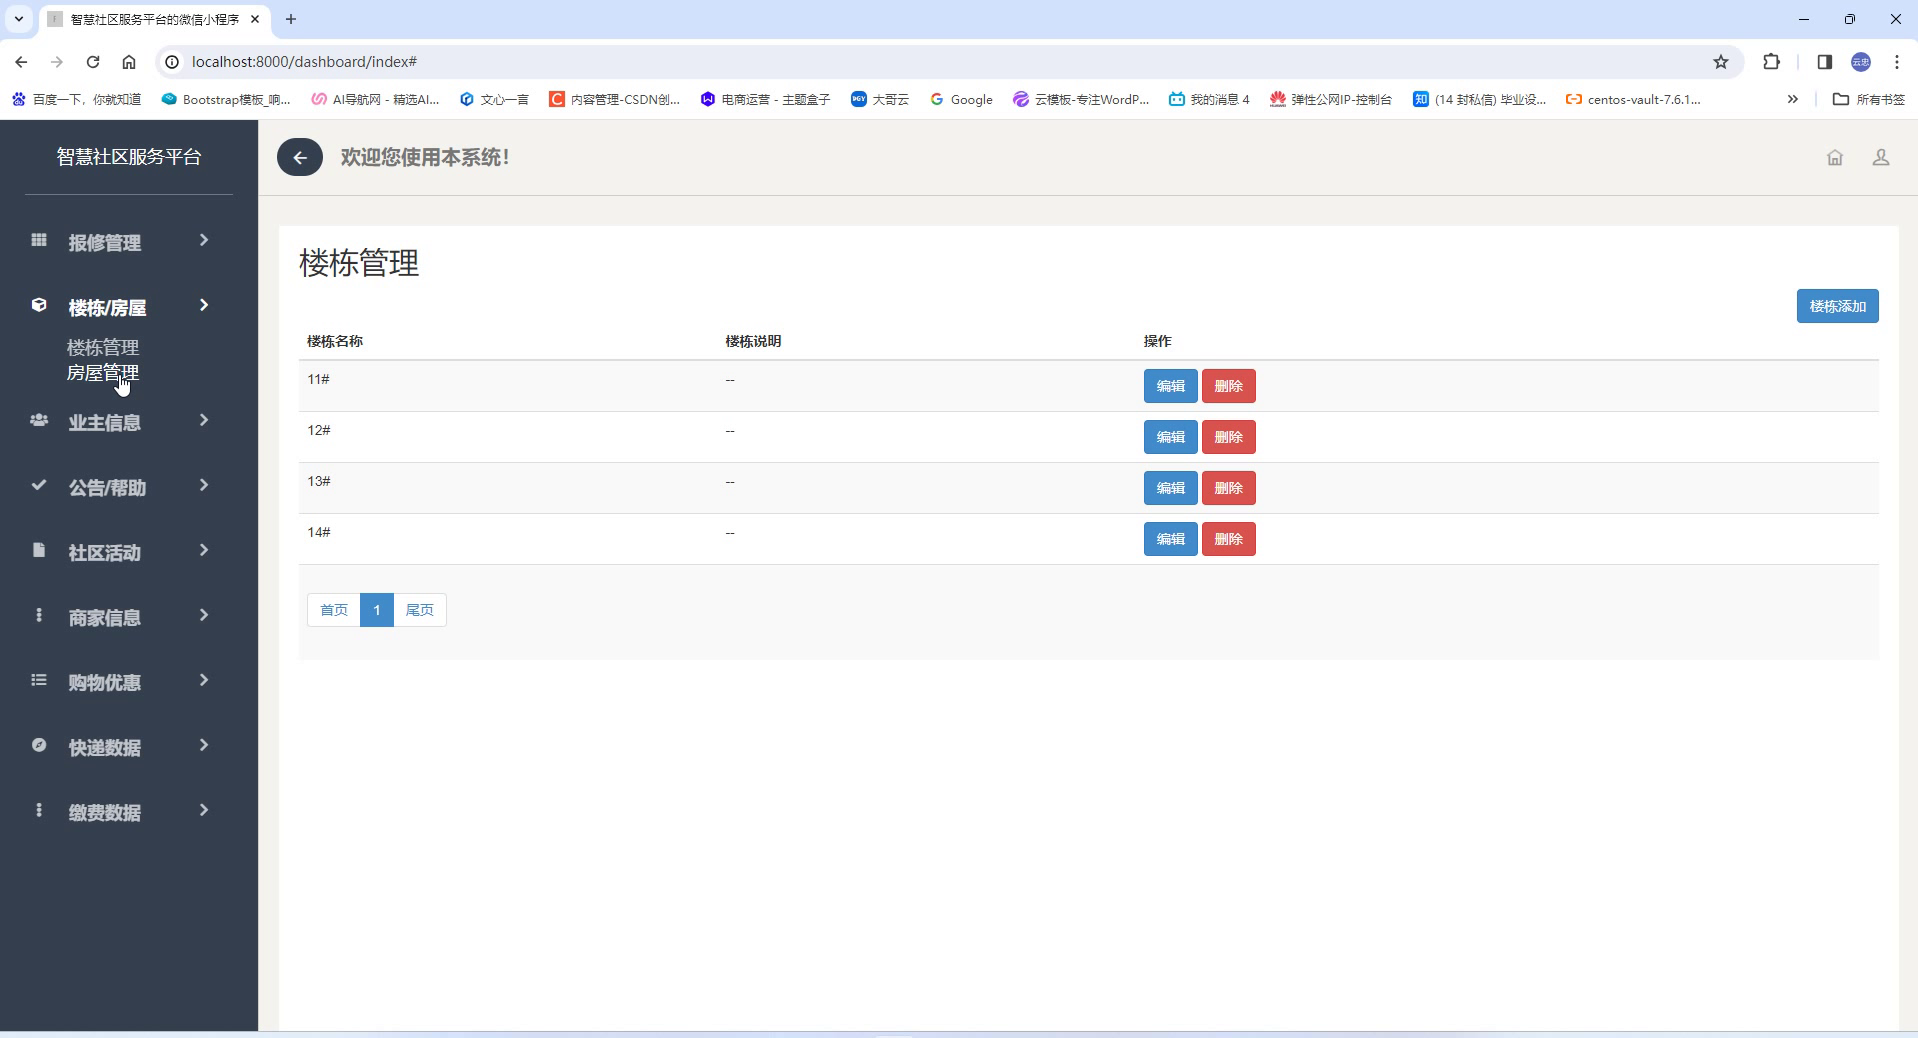 智慧社区服务平台的微信小程序
localhost:8000/dashboard/index#
百度一下，你就知道 Bootstrap模板_响... AI导航网 - 精选AI... 文心一言 内容管理-CSDN创... 电商运营 - 主题盒子 大哥云 Google 云模板-专注WordP... 我的消息 4 弹性公网IP-控制台 (14 封私信) 毕业设... centos-vault-7.6.1... 所有书签
智慧社区服务平台
欢迎您使用本系统!
报修管理
楼栋/房屋
楼栋管理
房屋管理
业主信息
公告/帮助
社区活动
商家信息
购物优惠
快递数据
缴费数据
楼栋管理
楼栋添加
楼栋名称 楼栋说明 操作
11# -- 编辑 删除
12# -- 编辑 删除
13# -- 编辑 删除
14# -- 编辑 删除
首页 1 尾页